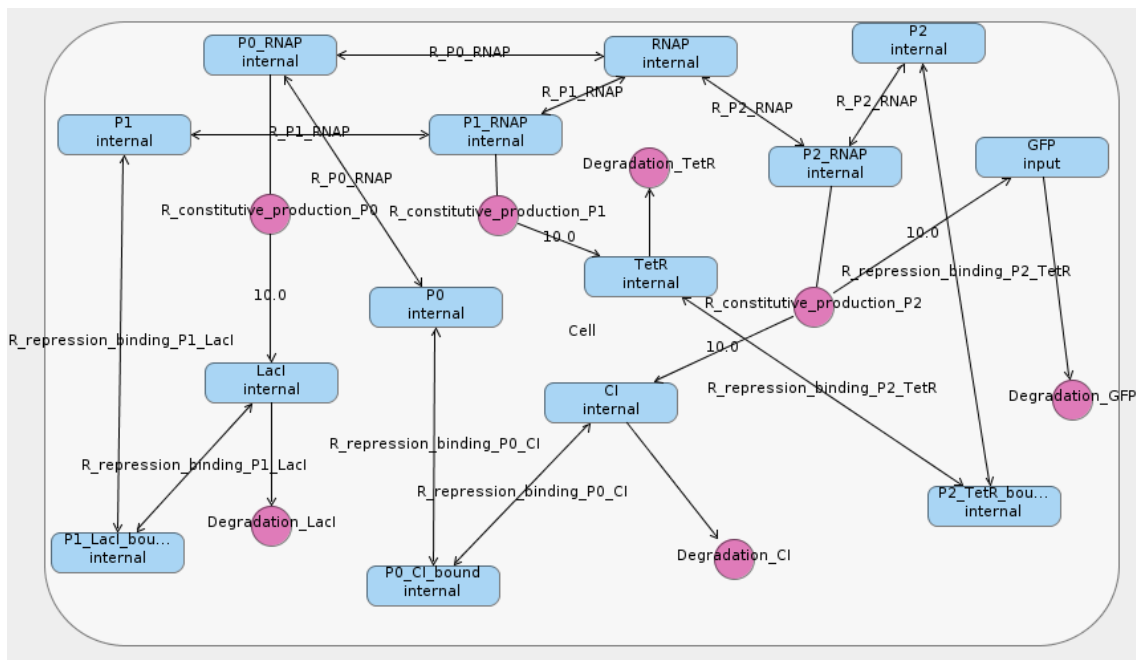 P2
internal
P0_RNAP
internal
R_P0_RNAP
RNAP
internal
R_P1_RNAP
R_P2_RNAP
R_P2_RNAP
P1
internal
R_P1_RNAP
P1_RNAP
internal
P2_RNAP
internal
GFP
input
Degradation_TetR
R_P0_RNAP
R_constitutive_production_P0
R_constitutive_production_P1
10.0
10.0
TetR
internal
R_repression_binding_P2_TetR
10.0
P0
internal
R_constitutive_production_P2
Cell
R_repression_binding_P1_LacI
10.0
LacI
internal
CI
internal
R_repression_binding_P2_TetR
Degradation_GFP
R_repression_binding_P0_CI
R_repression_binding_P1_LacI
R_repression_binding_P0_CI
P2_TetR_bou...
internal
Degradation_LacI
P1_LacI_bou...
internal
Degradation_CI
P0_CI_bound
internal